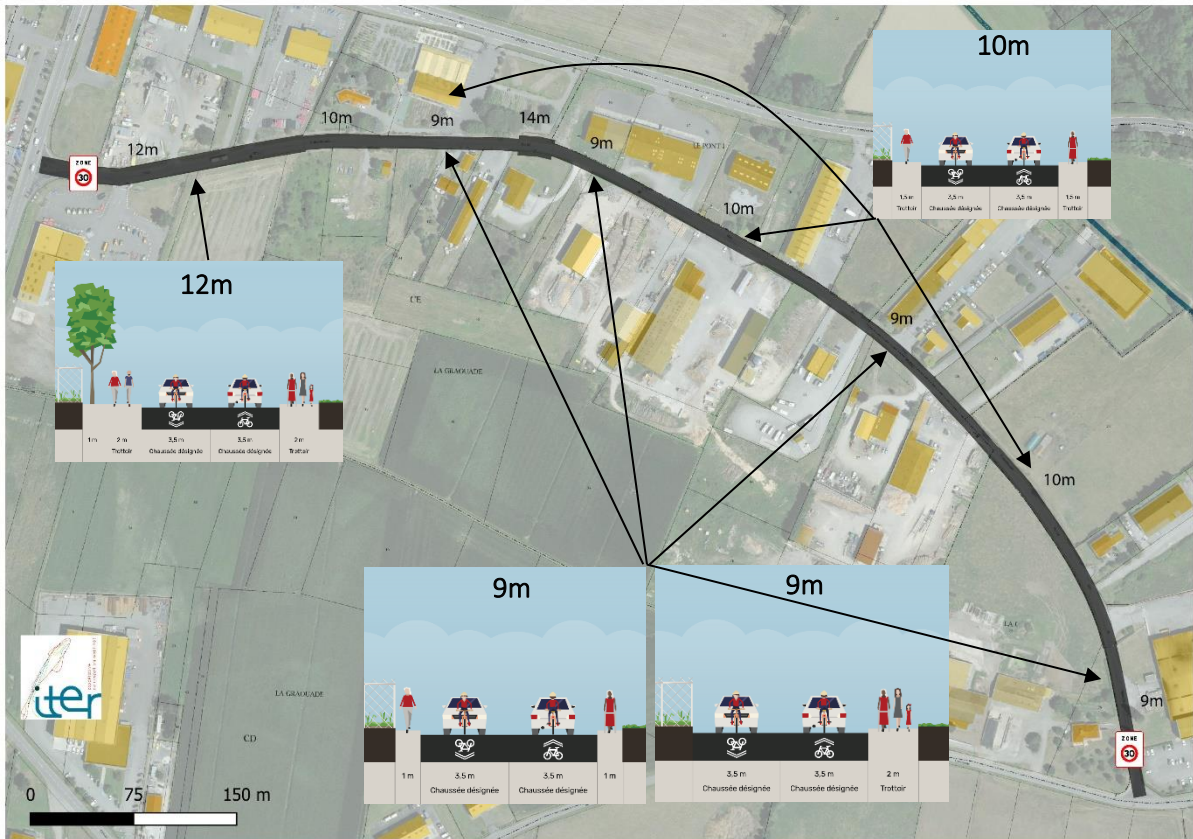 10m
1,5 m
Trottoir
3,5 m
Chaussée désignée
3,5 m
Chaussée désignée
1,5 m
Trottoir
10m
9m
14m
12m
9m
LE PONT
ZONE
30
10m
12m
1 m
2 m
Trottoir
3,5 m
Chaussée désignée
3,5 m
Chaussée désignée
2 m
Trottoir
9m
LA GRAOUADE
10m
9m
1 m
3,5 m
Chaussée désignée
3,5 m
Chaussée désignée
1 m
9m
3,5 m
Chaussée désignée
3,5 m
Chaussée désignée
2 m
Trottoir
9m
ZONE
30
iter
LA GRAOUADE
CD
0
75
150 m